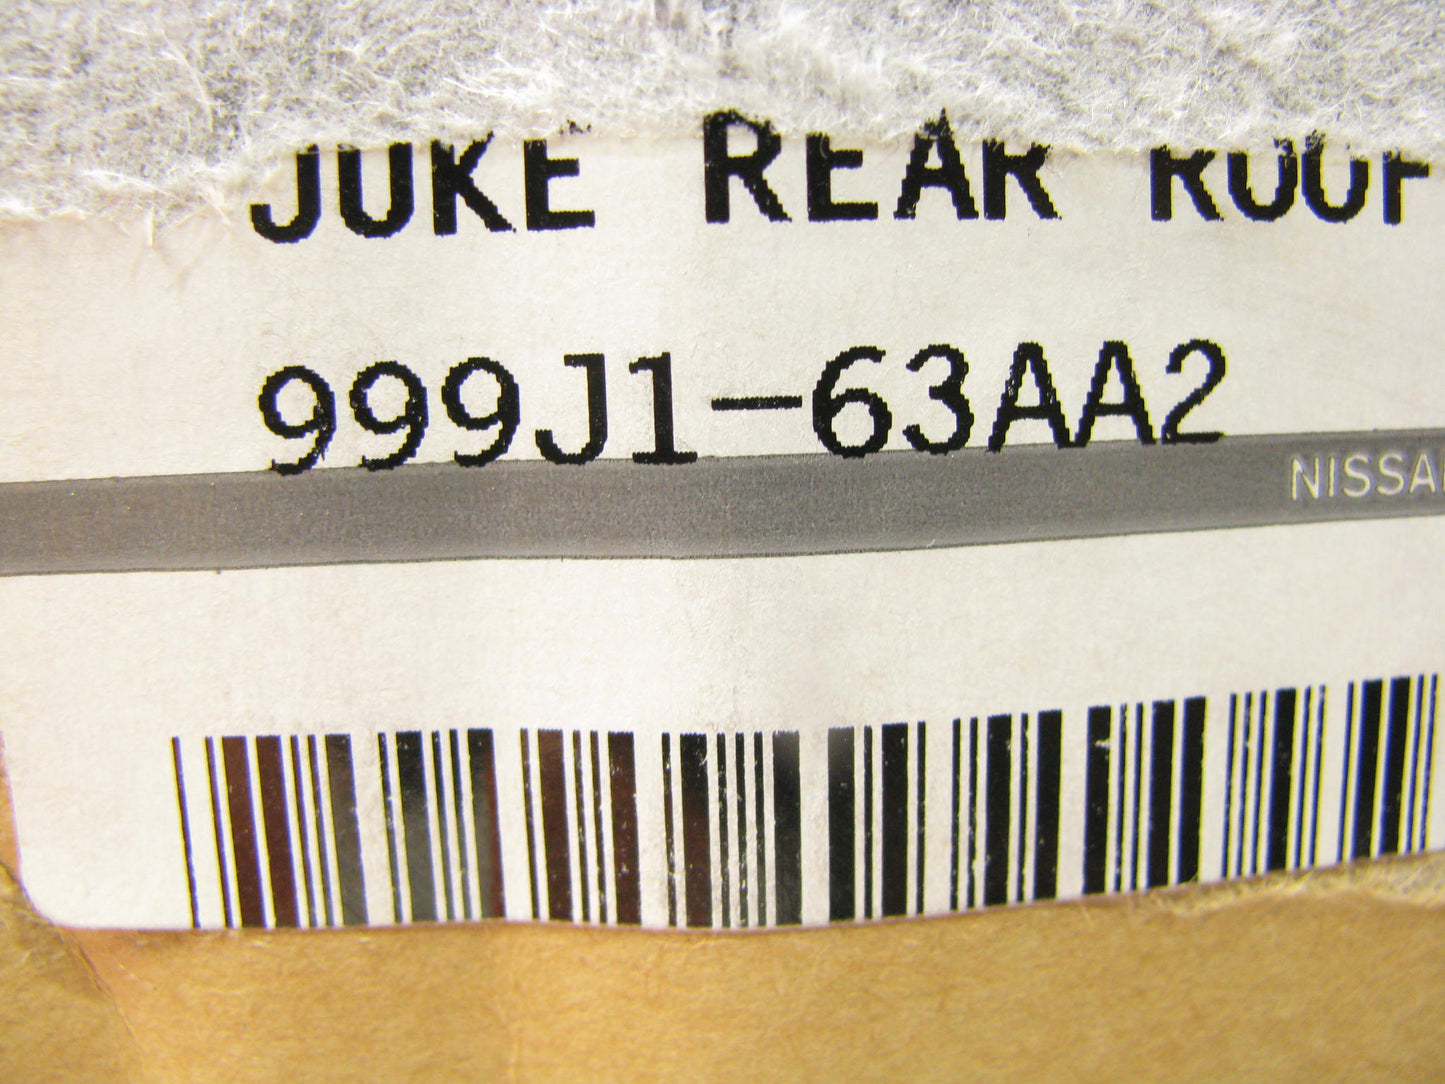 JUKE REAR ROOF
999J1-63AA2
NISSAN